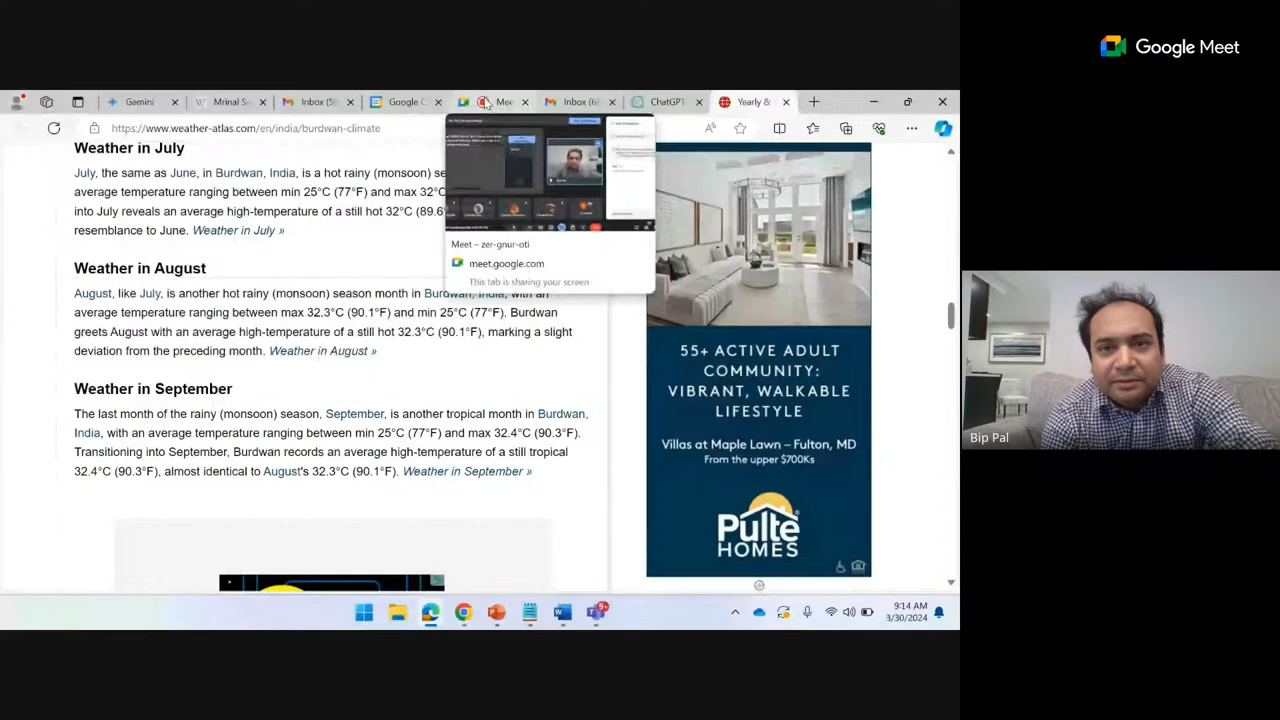 Google Meet
Gemini
Mrinal Se
Inbox (5
Google C
Mee
Inbox (6
ChatGPT
Yearly &
https://www.weather-atlas.com/en/india/burdwan-climate
Weather in July
July, the same as June, in Burdwan, India, is a hot rainy (monsoon) se
average temperature ranging between min 25°C (77°F) and max 32°C
into July reveals an average high-temperature of a still hot 32°C (89.6
resemblance to June. Weather in July »
Meet – zer-gnur-oti
meet.google.com
This tab is sharing your screen
Weather in August
August, like July, is another hot rainy (monsoon) season month in Burdwan, India, with an
average temperature ranging between max 32.3°C (90.1°F) and min 25°C (77°F). Burdwan
greets August with an average high-temperature of a still hot 32.3°C (90.1°F), marking a slight
deviation from the preceding month. Weather in August »
Weather in September
The last month of the rainy (monsoon) season, September, is another tropical month in Burdwan,
India, with an average temperature ranging between min 25°C (77°F) and max 32.4°C (90.3°F).
Transitioning into September, Burdwan records an average high-temperature of a still tropical
32.4°C (90.3°F), almost identical to August's 32.3°C (90.1°F). Weather in September »
55+ ACTIVE ADULT
COMMUNITY:
VIBRANT, WALKABLE
LIFESTYLE
Villas at Maple Lawn – Fulton, MD
From the upper $700Ks
Pulte
HOMES
Bip Pal
9+
9:14 AM
3/30/2024